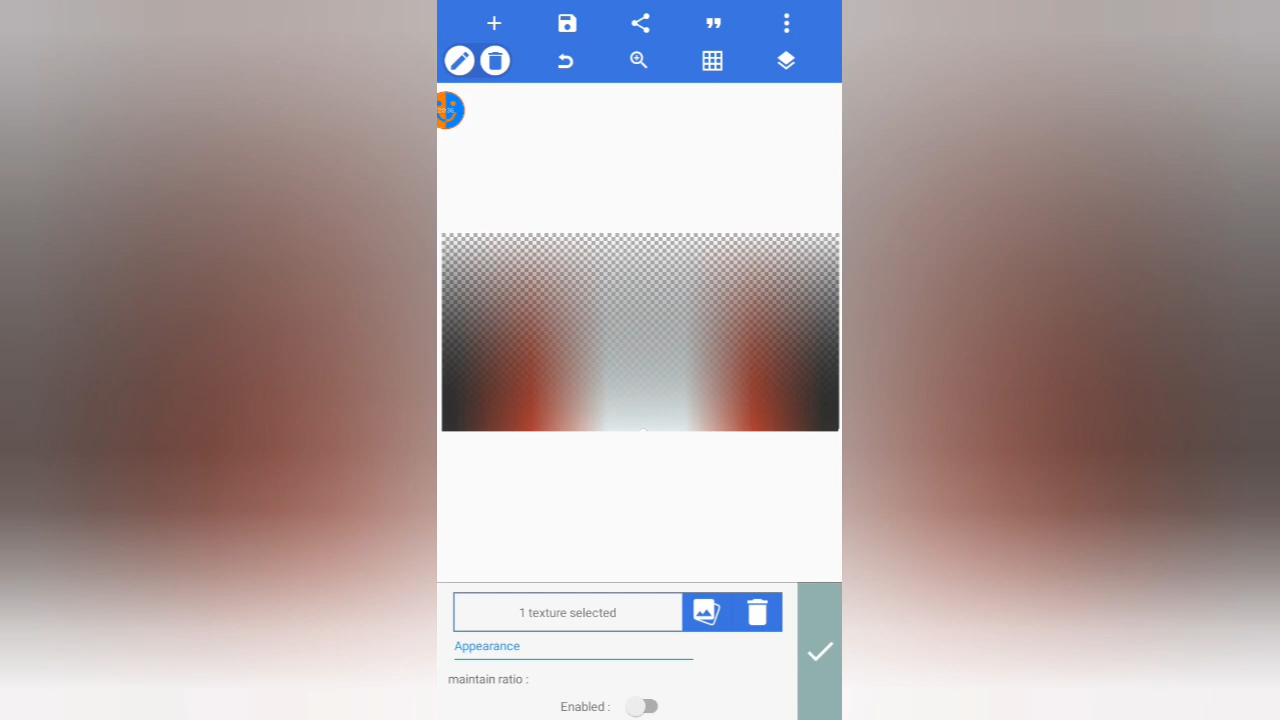 1 texture selected
Appearance
maintain ratio :
Enabled :